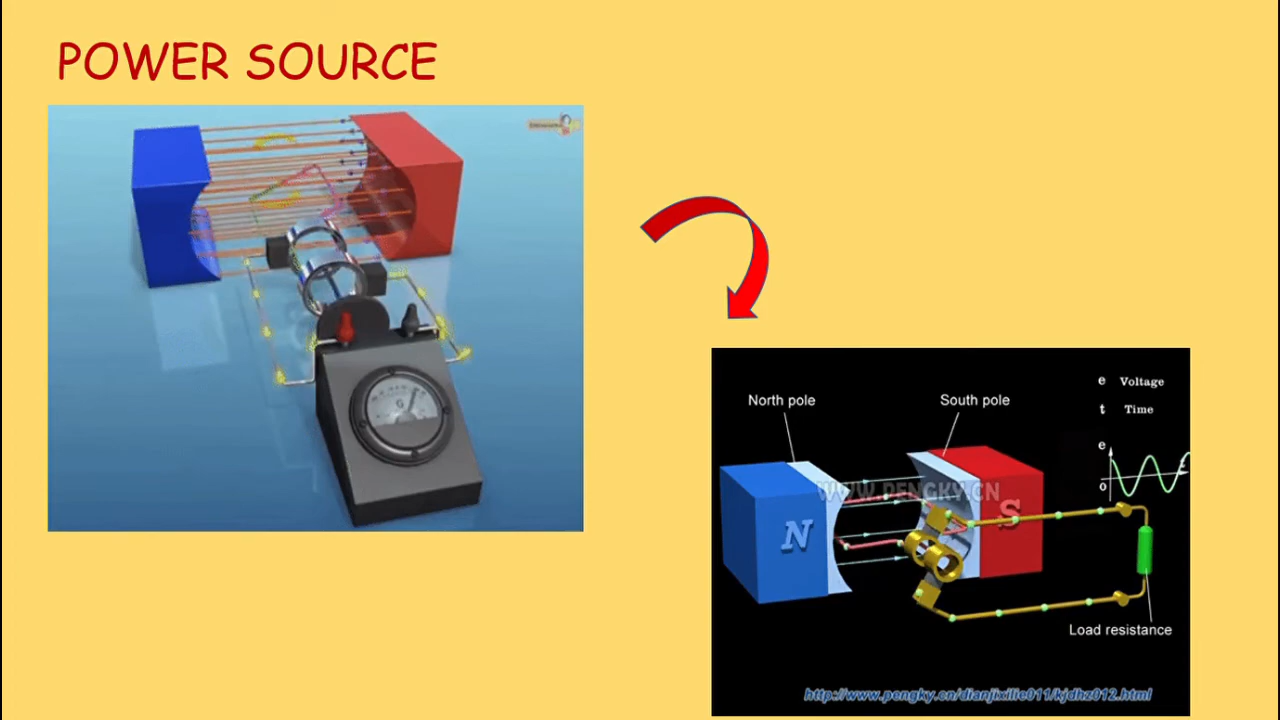 POWER SOURCE
G
North pole
South pole
e Voltage
t Time
e
t
o
WWW.PENGKY.CN
N
S
Load resistance
http://www.pengky.cn/dianjixilie011/kjdhz012.html